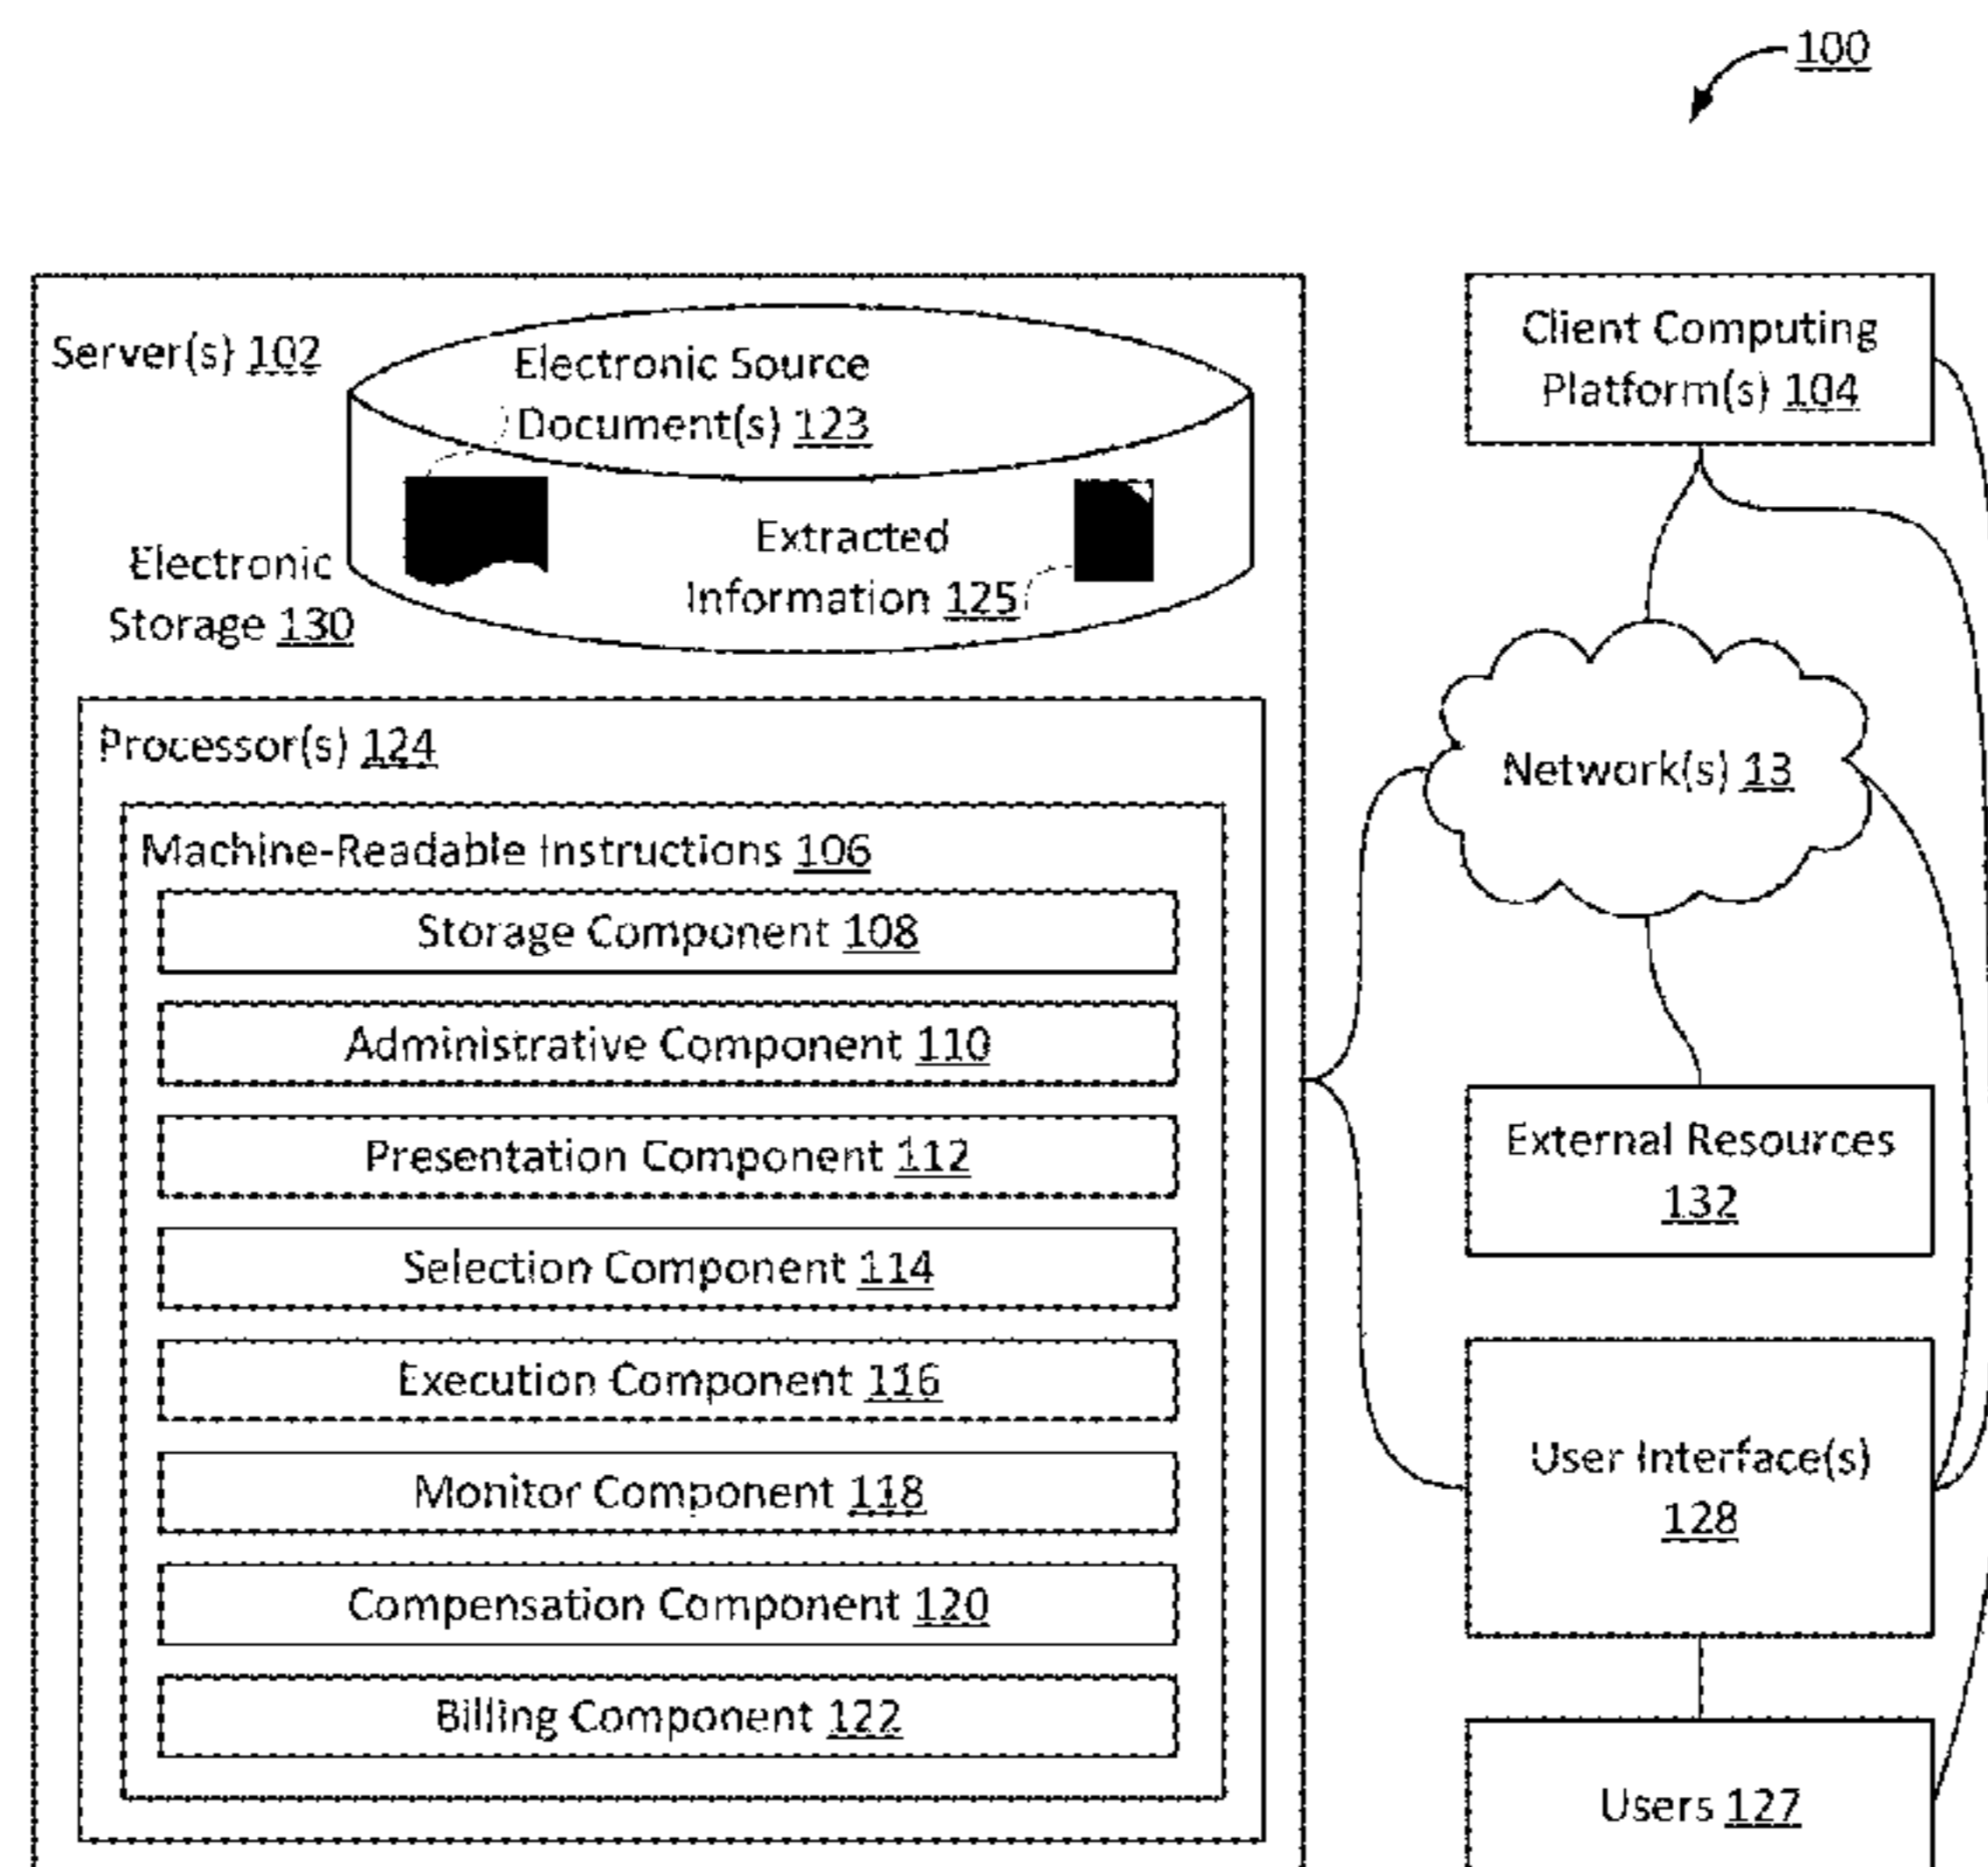 100
Server(s) 102
Electronic Source
Document(s) 123
Extracted
Information 125
Electronic
Storage 130
Processor(s) 124
Machine-Readable Instructions 106
Storage Component 108
Administrative Component 110
Presentation Component 112
Selection Component 114
Execution Component 116
Monitor Component 118
Compensation Component 120
Billing Component 122
Client Computing
Platform(s) 104
Network(s) 13
External Resources
132
User Interface(s)
128
Users 127